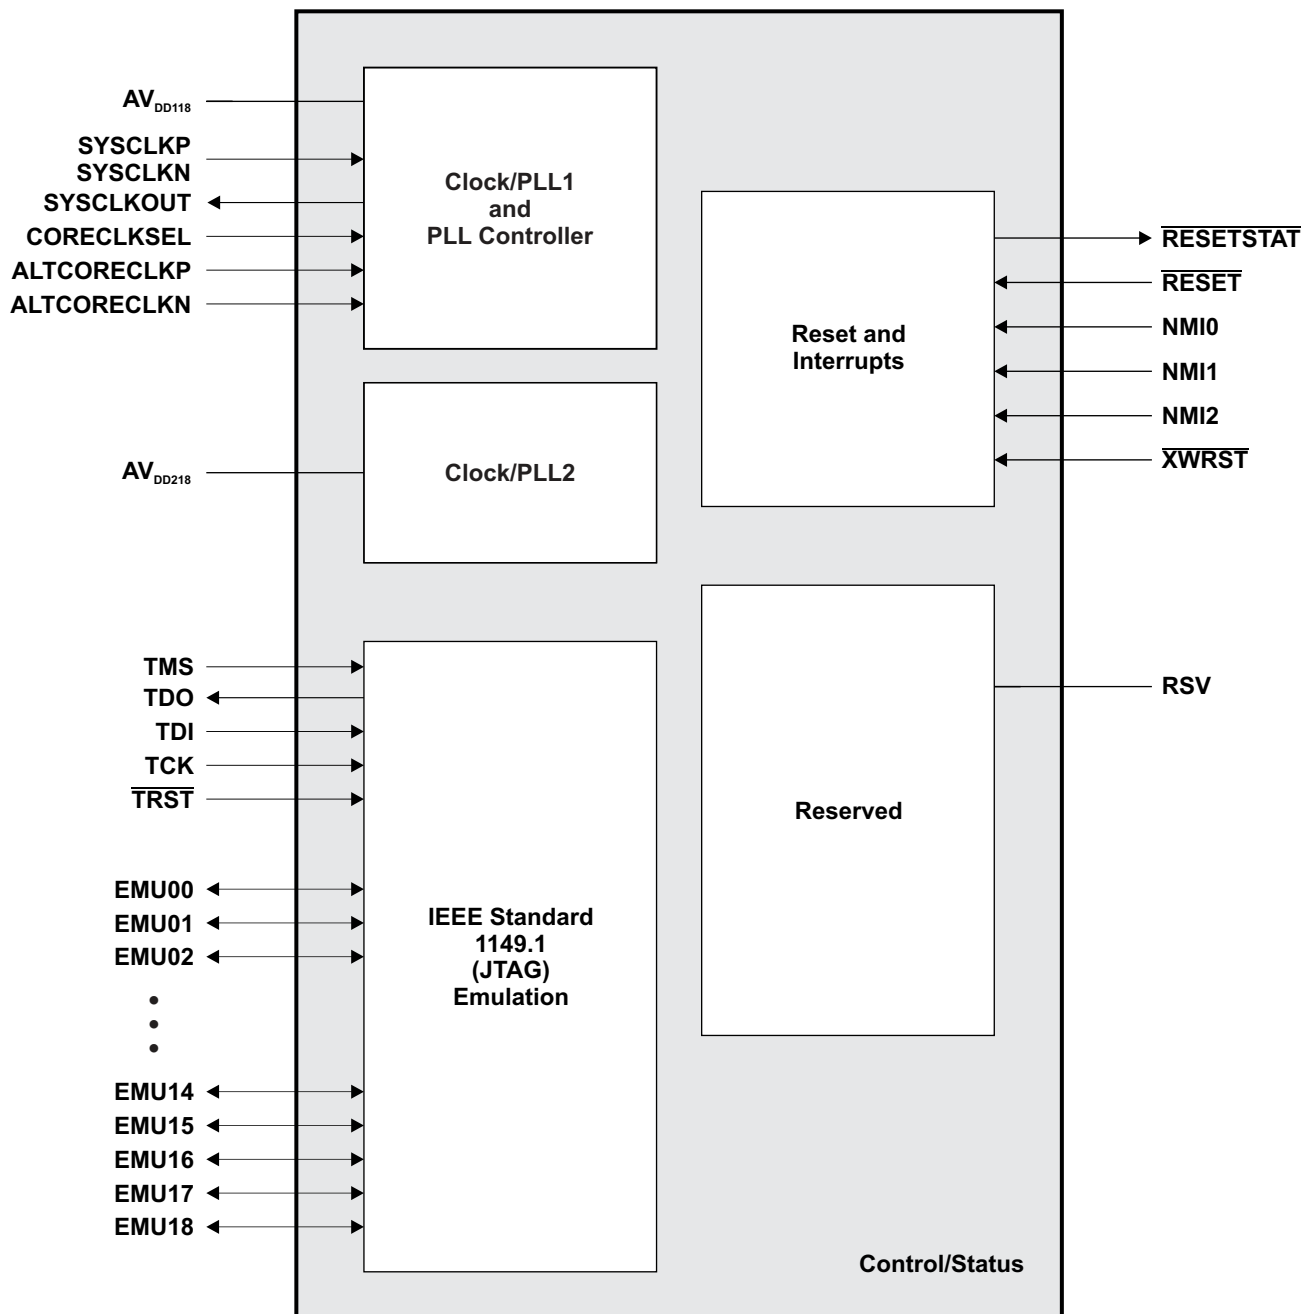 AVDD118
SYSCLKP
SYSCLKN
SYSCLKOUT
CORECLKSEL
ALTCORECLKP
ALTCORECLKN
Clock/PLL1
and
PLL Controller
AVDD218
Clock/PLL2
TMS
TDO
TDI
TCK
TRST
EMU00
EMU01
EMU02
EMU14
EMU15
EMU16
EMU17
EMU18
IEEE Standard
1149.1
(JTAG)
Emulation
Reset and
Interrupts
RESETSTAT
RESET
NMI0
NMI1
NMI2
XWRST
Reserved
RSV
Control/Status